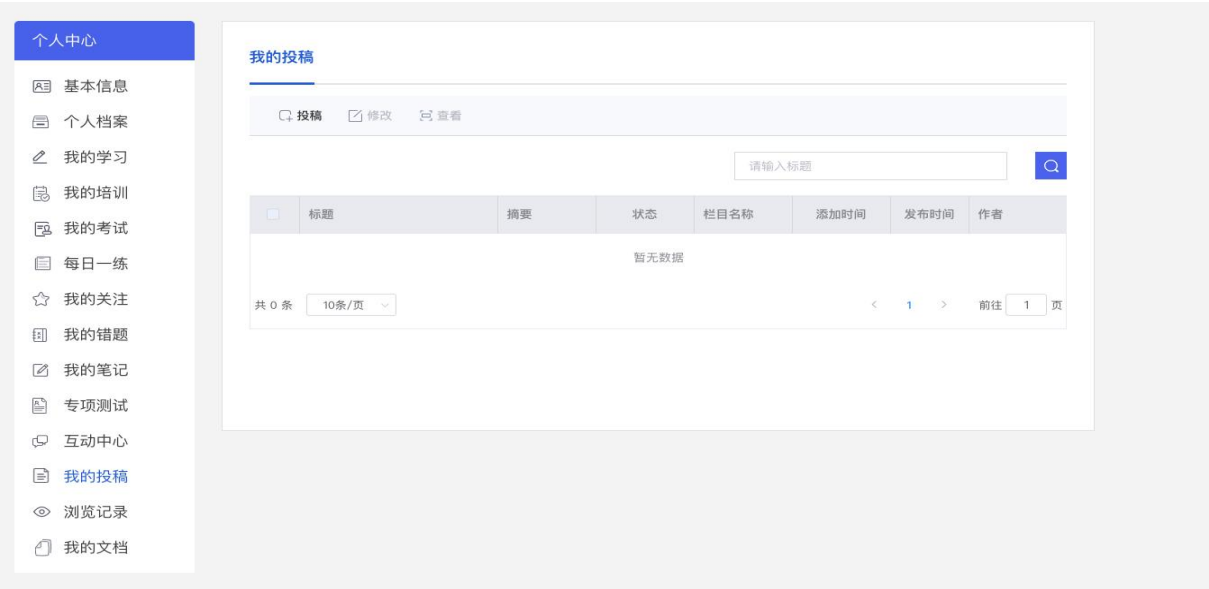 个人中心
基本信息
个人档案
我的学习
我的培训
我的考试
每日一练
我的关注
我的错题
我的笔记
专项测试
互动中心
我的投稿
浏览记录
我的文档
我的投稿
投稿 修改 查看
请输入标题
标题 摘要 状态 栏目名称 添加时间 发布时间 作者
暂无数据
共 0 条 10条/页 < 1 > 前往 1 页